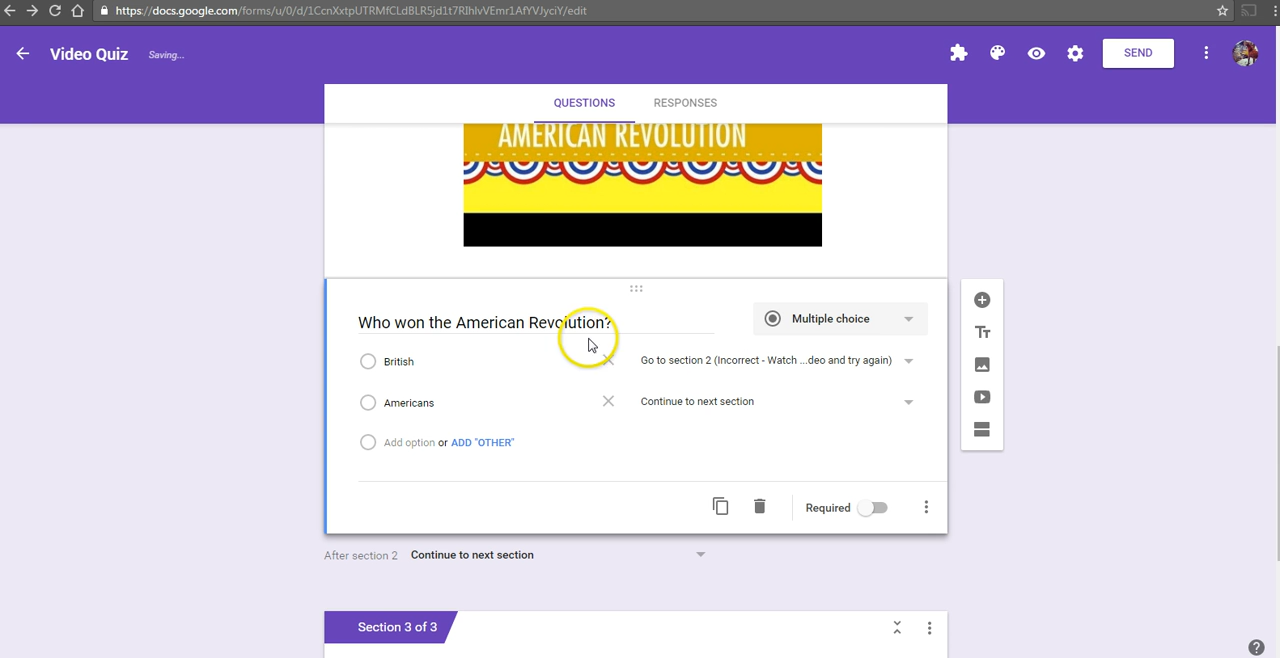 https://docs.google.com/forms/u/0/d/1CcnXxtpUTRMfCLdBLRSjd1t7RIhlvVEmr1AfYVJyciY/edit
Video Quiz Saving... SEND
QUESTIONS RESPONSES
AMERICAN REVOLUTION
Who won the American Revolution? Multiple choice
British Go to section 2 (Incorrect - Watch ...deo and try again)
Americans Continue to next section
Add option or ADD "OTHER"
Required
After section 2 Continue to next section
Section 3 of 3